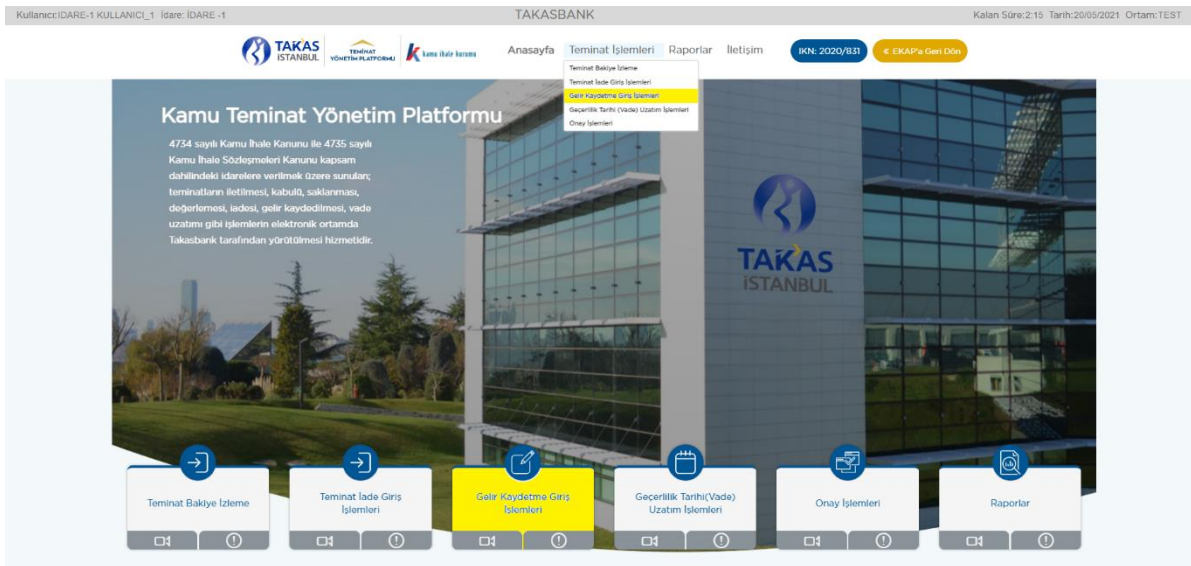 Kullanıcı:IDARE-1 KULLANICI_1 İdare: İDARE -1
TAKASBANK
Kalan Süre:2:15 Tarih:20/05/2021 Ortam:TEST
TAKAS
İSTANBUL
TEMİNAT
YÖNETİM PLATFORMU
kamu ihale kurumu
Anasayfa Teminat İşlemleri Raporlar İletişim
IKN: 2020/831
« EKAP'a Geri Dön
Teminat Bakiye İzleme
Teminat İade Giriş İşlemleri
Gelir Kaydetme Giriş İşlemleri
Geçerlilik Tarihi (Vade) Uzatım İşlemleri
Onay İşlemleri
Kamu Teminat Yönetim Platformu
4734 sayılı Kamu İhale Kanunu ile 4735 sayılı
Kamu İhale Sözleşmeleri Kanunu kapsam
dahilindeki idarelere verilmek üzere sunulan;
teminatların iletilmesi, kabulü, saklanması,
değerlemesi, iadesi, gelir kaydedilmesi, vade
uzatımı gibi işlemlerin elektronik ortamda
Takasbank tarafından yürütülmesi hizmetidir.
TAKAS
İSTANBUL
Teminat Bakiye İzleme
Teminat İade Giriş
İşlemleri
Gelir Kaydetme Giriş
İşlemleri
Geçerlilik Tarihi(Vade)
Uzatım İşlemleri
Onay İşlemleri
Raporlar